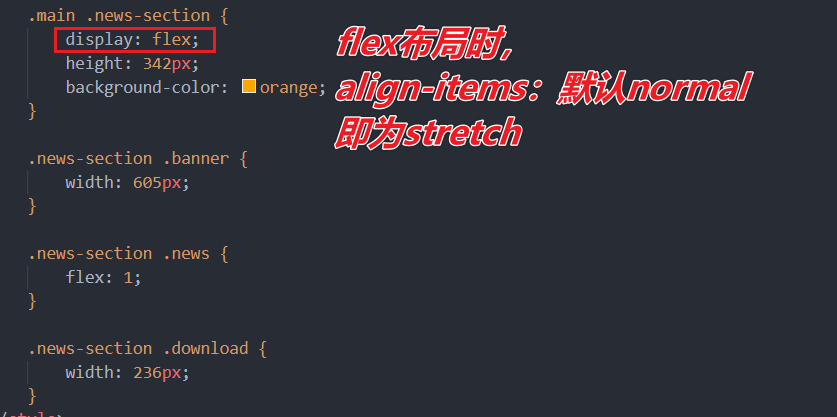 .main .news-section {
display: flex;
height: 342px;
background-color: orange;
}
flex布局时，
align-items：默认normal
即为stretch
.news-section .banner {
width: 605px;
}
.news-section .news {
flex: 1;
}
.news-section .download {
width: 236px;
}